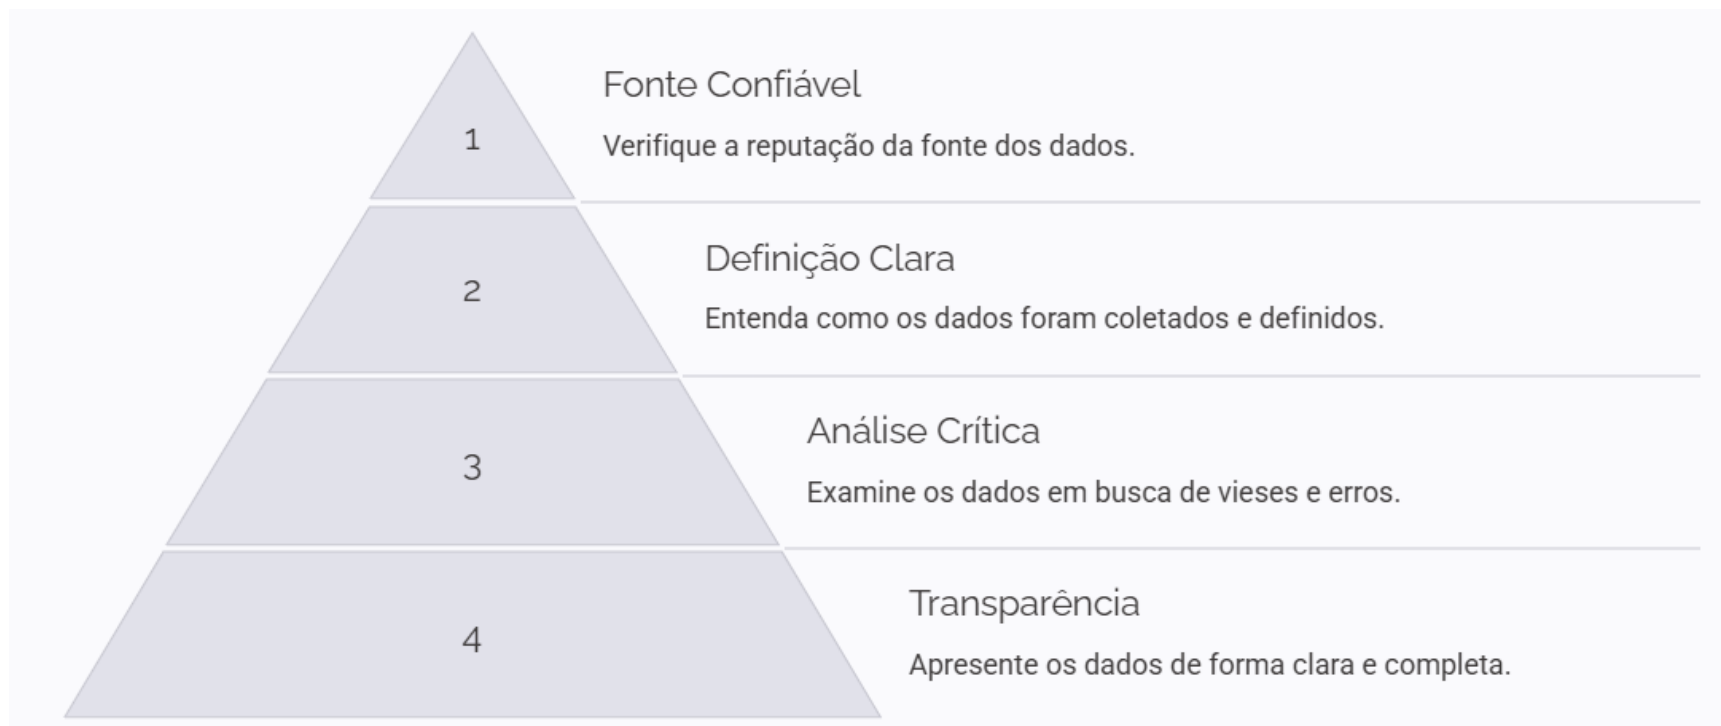 1
Fonte Confiável
Verifique a reputação da fonte dos dados.
2
Definição Clara
Entenda como os dados foram coletados e definidos.
3
Análise Crítica
Examine os dados em busca de vieses e erros.
4
Transparência
Apresente os dados de forma clara e completa.